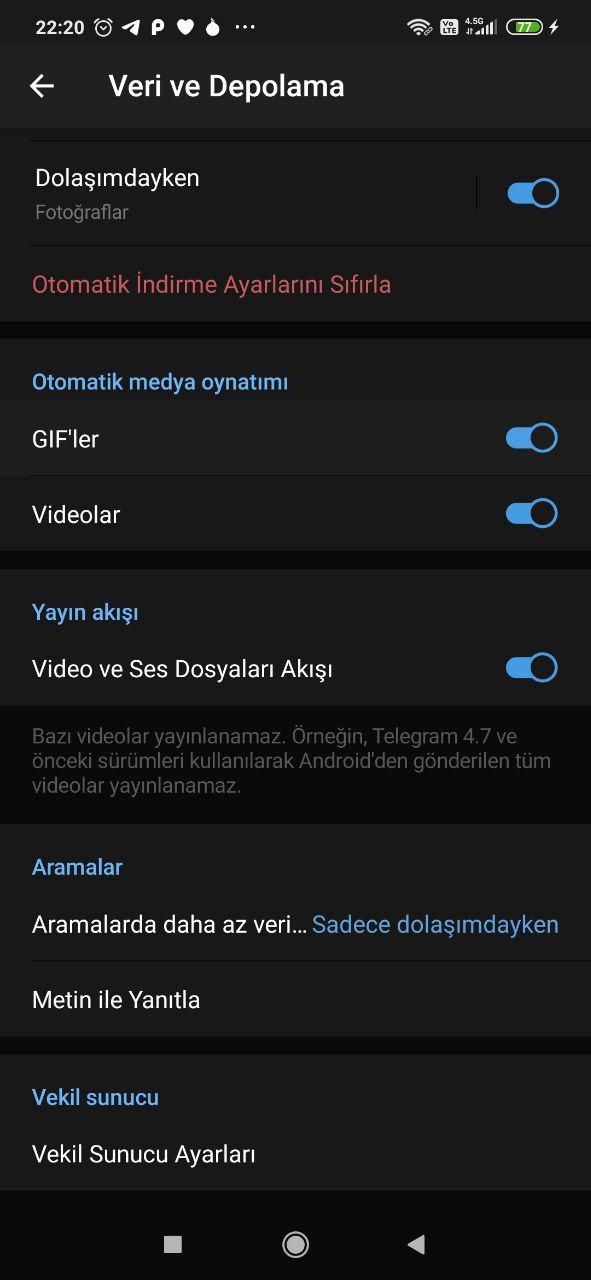 22:20
Vo
LTE
4.5G
77
Veri ve Depolama
Dolaşımdayken
Fotoğraflar
Otomatik İndirme Ayarlarını Sıfırla
Otomatik medya oynatımı
GIF'ler
Videolar
Yayın akışı
Video ve Ses Dosyaları Akışı
Bazı videolar yayınlanamaz. Örneğin, Telegram 4.7 ve
önceki sürümleri kullanılarak Android'den gönderilen tüm
videolar yayınlanamaz.
Aramalar
Aramalarda daha az veri... Sadece dolaşımdayken
Metin ile Yanıtla
Vekil sunucu
Vekil Sunucu Ayarları